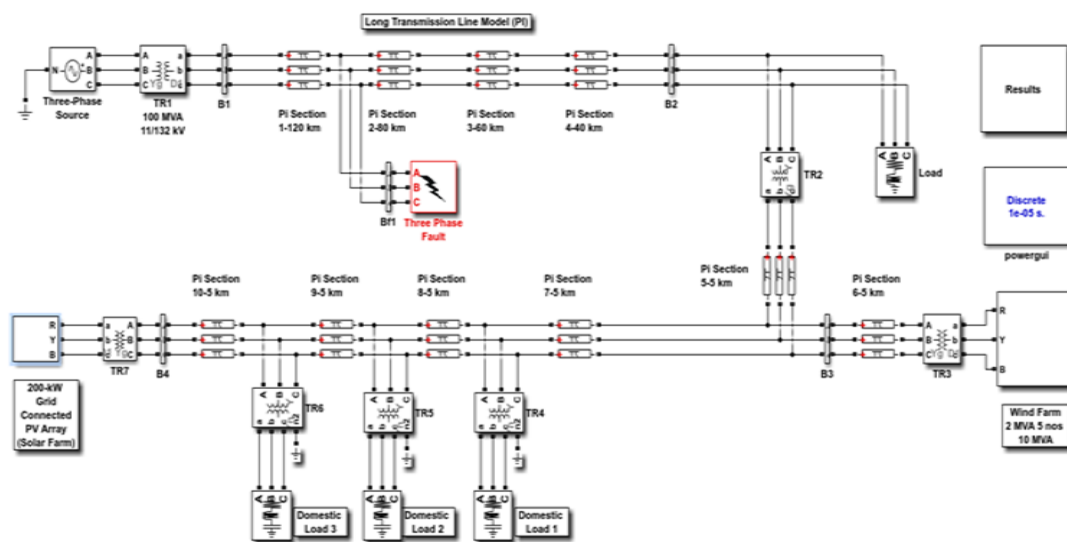 Long Transmission Line Model (PI)
N
A
B
C
Three-Phase
Source
A
B
C
a
b
c
TR1
100 MVA
11/132 kV
B1
Pi Section
1-120 km
Pi Section
2-80 km
Pi Section
3-60 km
Pi Section
4-40 km
B2
Results
A B C
Load
A B C
a b c
TR2
Discrete
1e-05 s.
powergui
A
B
C
Bf1
Three Phase
Fault
Pi Section
10-5 km
Pi Section
9-5 km
Pi Section
8-5 km
Pi Section
7-5 km
Pi Section
5-5 km
Pi Section
6-5 km
R
Y
B
a
b
A
B
C
TR7
B4
B3
A
B
C
a
b
TR3
R
Y
B
200-kW
Grid
Connected
PV Array
(Solar Farm)
A B C
a b c n2
TR6
A B C
a b c n2
TR5
A B C
a b c n2
TR4
Wind Farm
2 MVA 5 nos
10 MVA
A B C
Domestic
Load 3
A B C
Domestic
Load 2
A B C
Domestic
Load 1